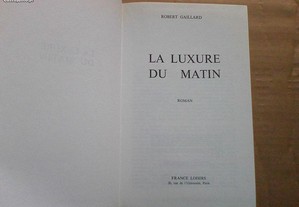 ROBERT GAILLARD
LA LUXURE
DU MATIN
ROMAN
FRANCE LOISIRS